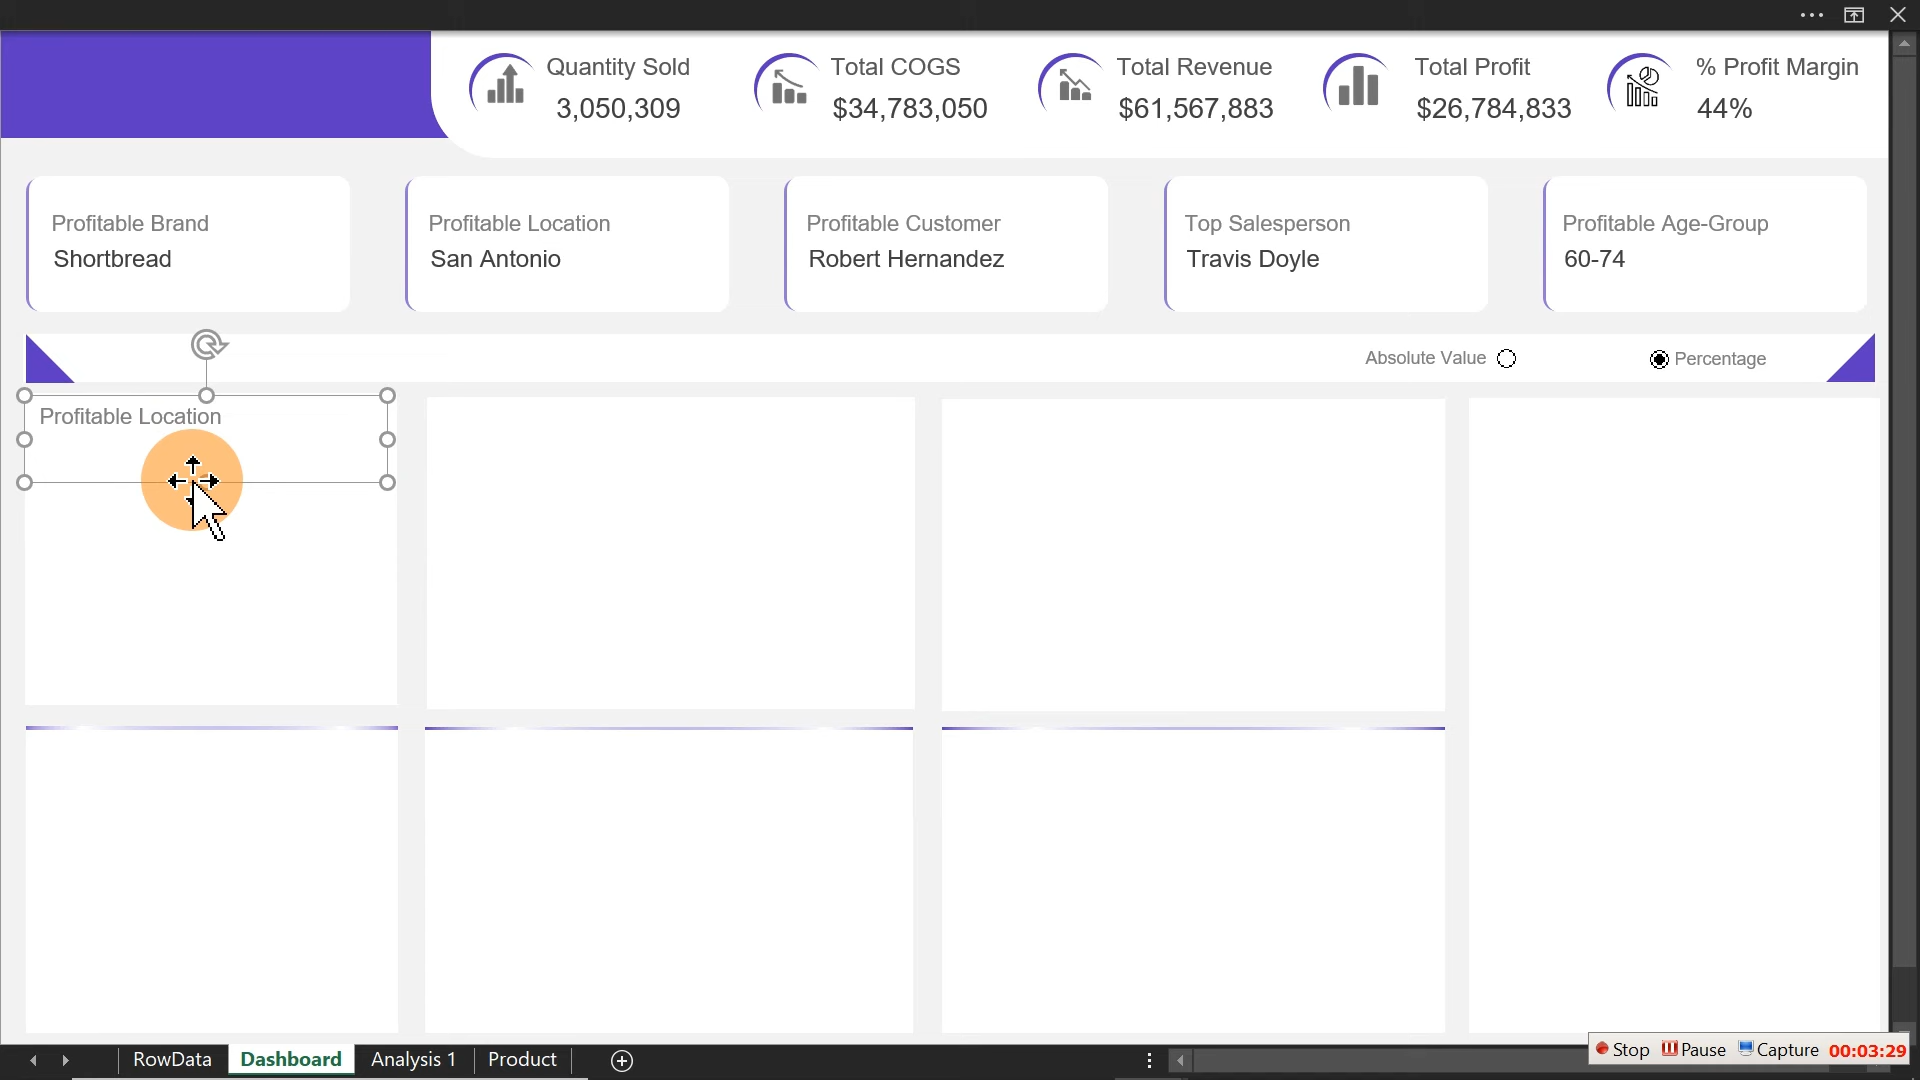 Quantity Sold
3,050,309
Total COGS
$34,783,050
Total Revenue
$61,567,883
Total Profit
$26,784,833
% Profit Margin
44%
Profitable Brand
Shortbread
Profitable Location
San Antonio
Profitable Customer
Robert Hernandez
Top Salesperson
Travis Doyle
Profitable Age-Group
60-74
Absolute Value
Percentage
Profitable Location
RowData
Dashboard
Analysis 1
Product
Stop
Pause
Capture
00:03:29